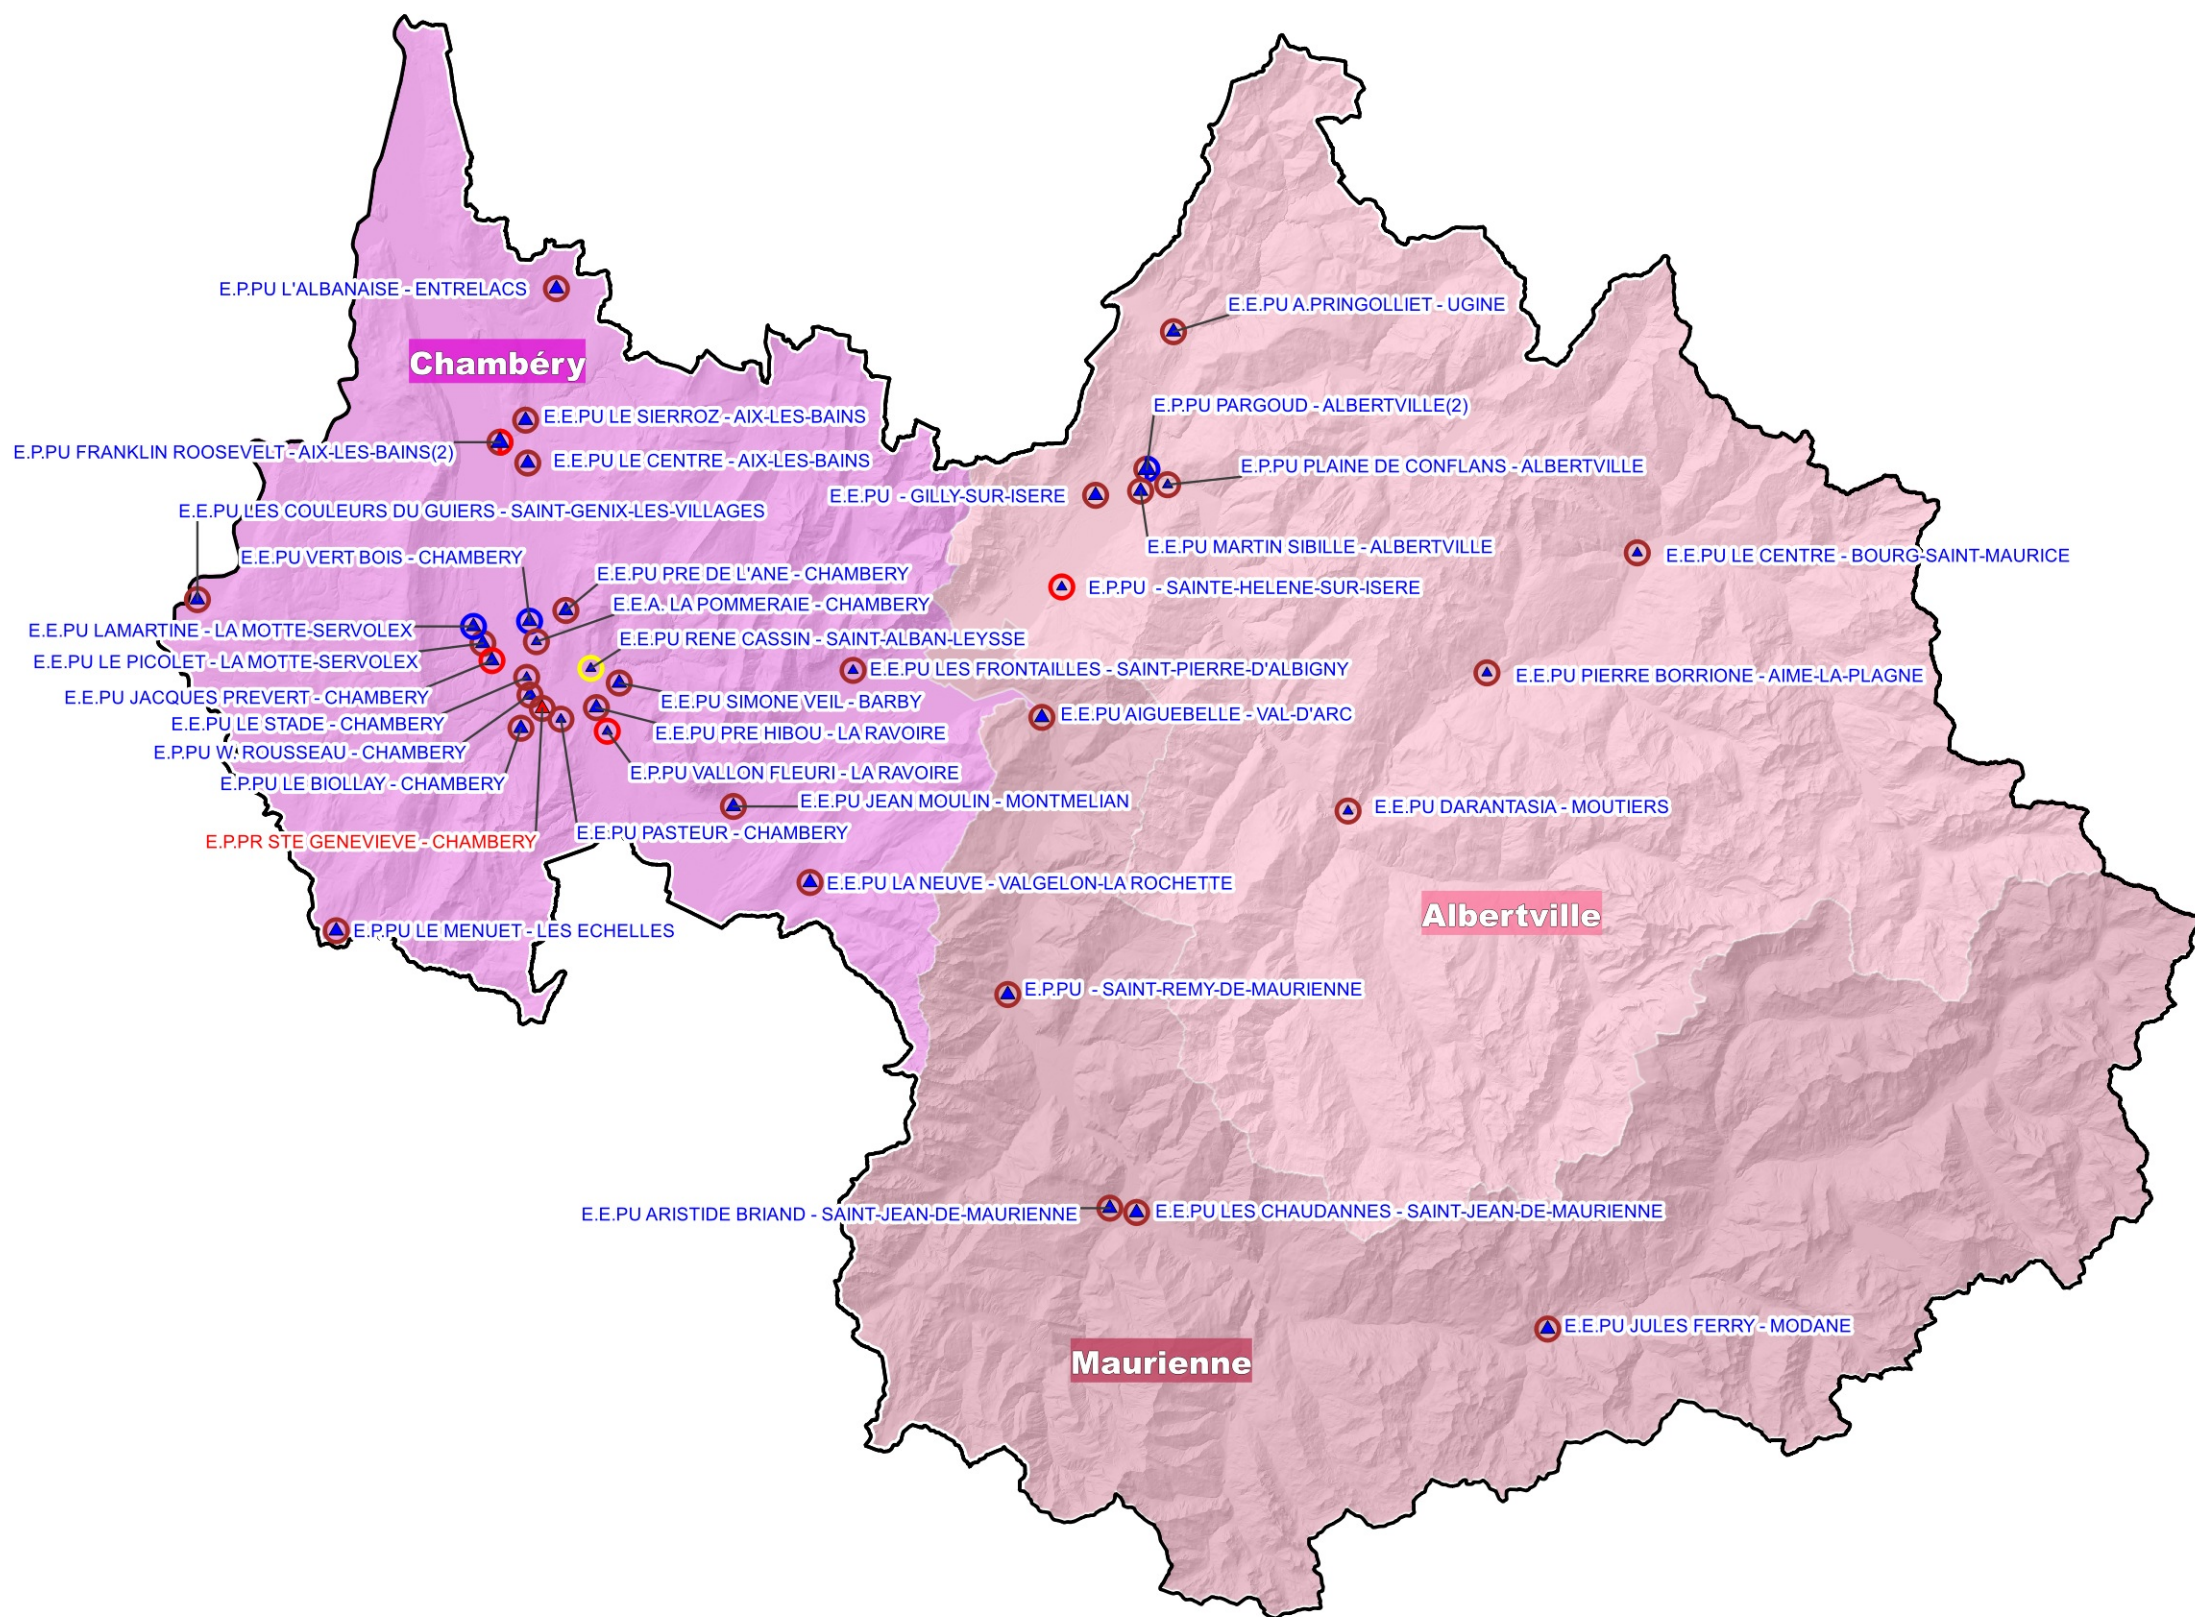 E.P.PU L'ALBANAISE - ENTRELACS
E.E.PU A.PRINGOLLIET - UGINE
Chambéry
E.P.PU PARGOUD - ALBERTVILLE(2)
E.E.PU LE SIERROZ - AIX-LES-BAINS
E.P.PU FRANKLIN ROOSEVELT - AIX-LES-BAINS(2)
E.E.PU LE CENTRE - AIX-LES-BAINS
E.P.PU PLAINE DE CONFLANS - ALBERTVILLE
E.E.PU  - GILLY-SUR-ISERE
E.E.PU LES COULEURS DU GUIERS - SAINT-GENIX-LES-VILLAGES
E.E.PU MARTIN SIBILLE - ALBERTVILLE
E.E.PU VERT BOIS - CHAMBERY
E.E.PU LE CENTRE - BOURG-SAINT-MAURICE
E.E.PU PRE DE L'ANE - CHAMBERY
E.P.PU  - SAINTE-HELENE-SUR-ISERE
E.E.A. LA POMMERAIE - CHAMBERY
E.E.PU LAMARTINE - LA MOTTE-SERVOLEX
E.E.PU RENE CASSIN - SAINT-ALBAN-LEYSSE
E.E.PU LE PICOLET - LA MOTTE-SERVOLEX
E.E.PU LES FRONTAILLES - SAINT-PIERRE-D'ALBIGNY
E.E.PU PIERRE BORRIONE - AIME-LA-PLAGNE
E.E.PU JACQUES PREVERT - CHAMBERY
E.E.PU SIMONE VEIL - BARBY
E.E.PU AIGUEBELLE - VAL-D'ARC
E.E.PU LE STADE - CHAMBERY
E.E.PU PRE HIBOU - LA RAVOIRE
E.P.PU W. ROUSSEAU - CHAMBERY
E.P.PU VALLON FLEURI - LA RAVOIRE
E.P.PU LE BIOLLAY - CHAMBERY
E.E.PU JEAN MOULIN - MONTMELIAN
E.E.PU DARANTASIA - MOUTIERS
E.E.PU PASTEUR - CHAMBERY
E.P.PR STE GENEVIEVE - CHAMBERY
E.E.PU LA NEUVE - VALGELON-LA ROCHETTE
Albertville
E.P.PU LE MENUET - LES ECHELLES
E.P.PU  - SAINT-REMY-DE-MAURIENNE
E.E.PU ARISTIDE BRIAND - SAINT-JEAN-DE-MAURIENNE
E.E.PU LES CHAUDANNES - SAINT-JEAN-DE-MAURIENNE
E.E.PU JULES FERRY - MODANE
Maurienne